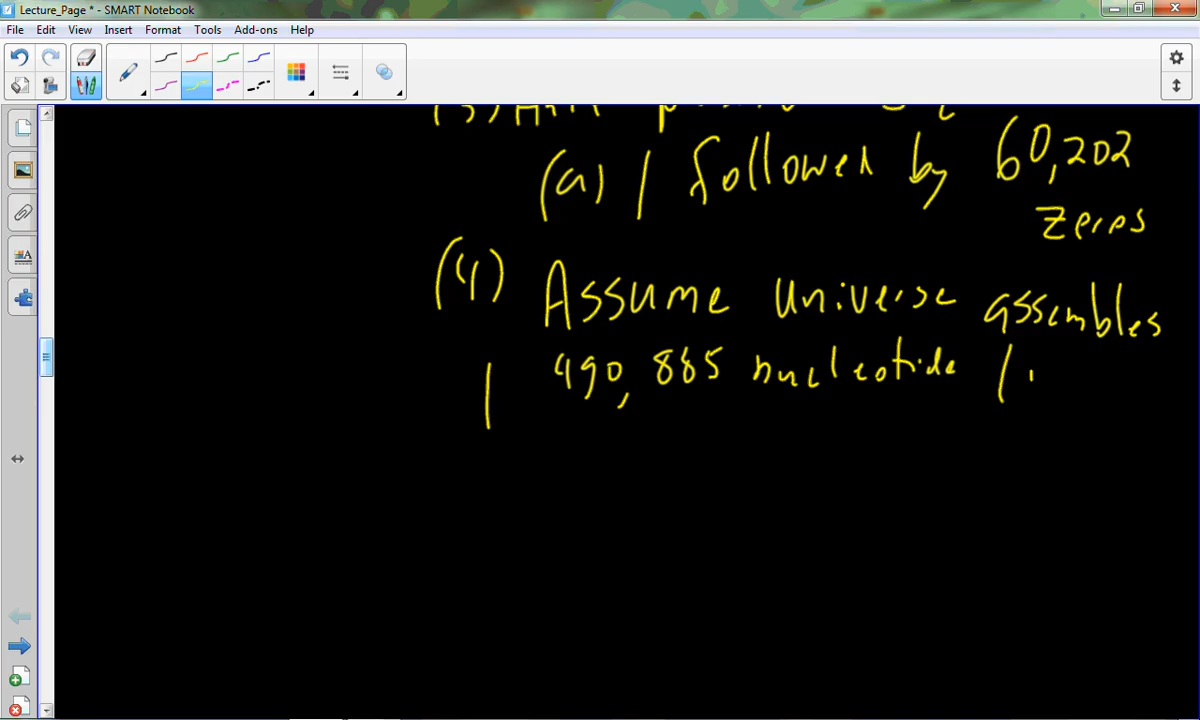 Lecture_Page * - SMART Notebook
File Edit View Insert Format Tools Add-ons Help
(a) 1 followed by 60,202
zeros
(4) Assume Universe assembles
1 490,885 nucleotide